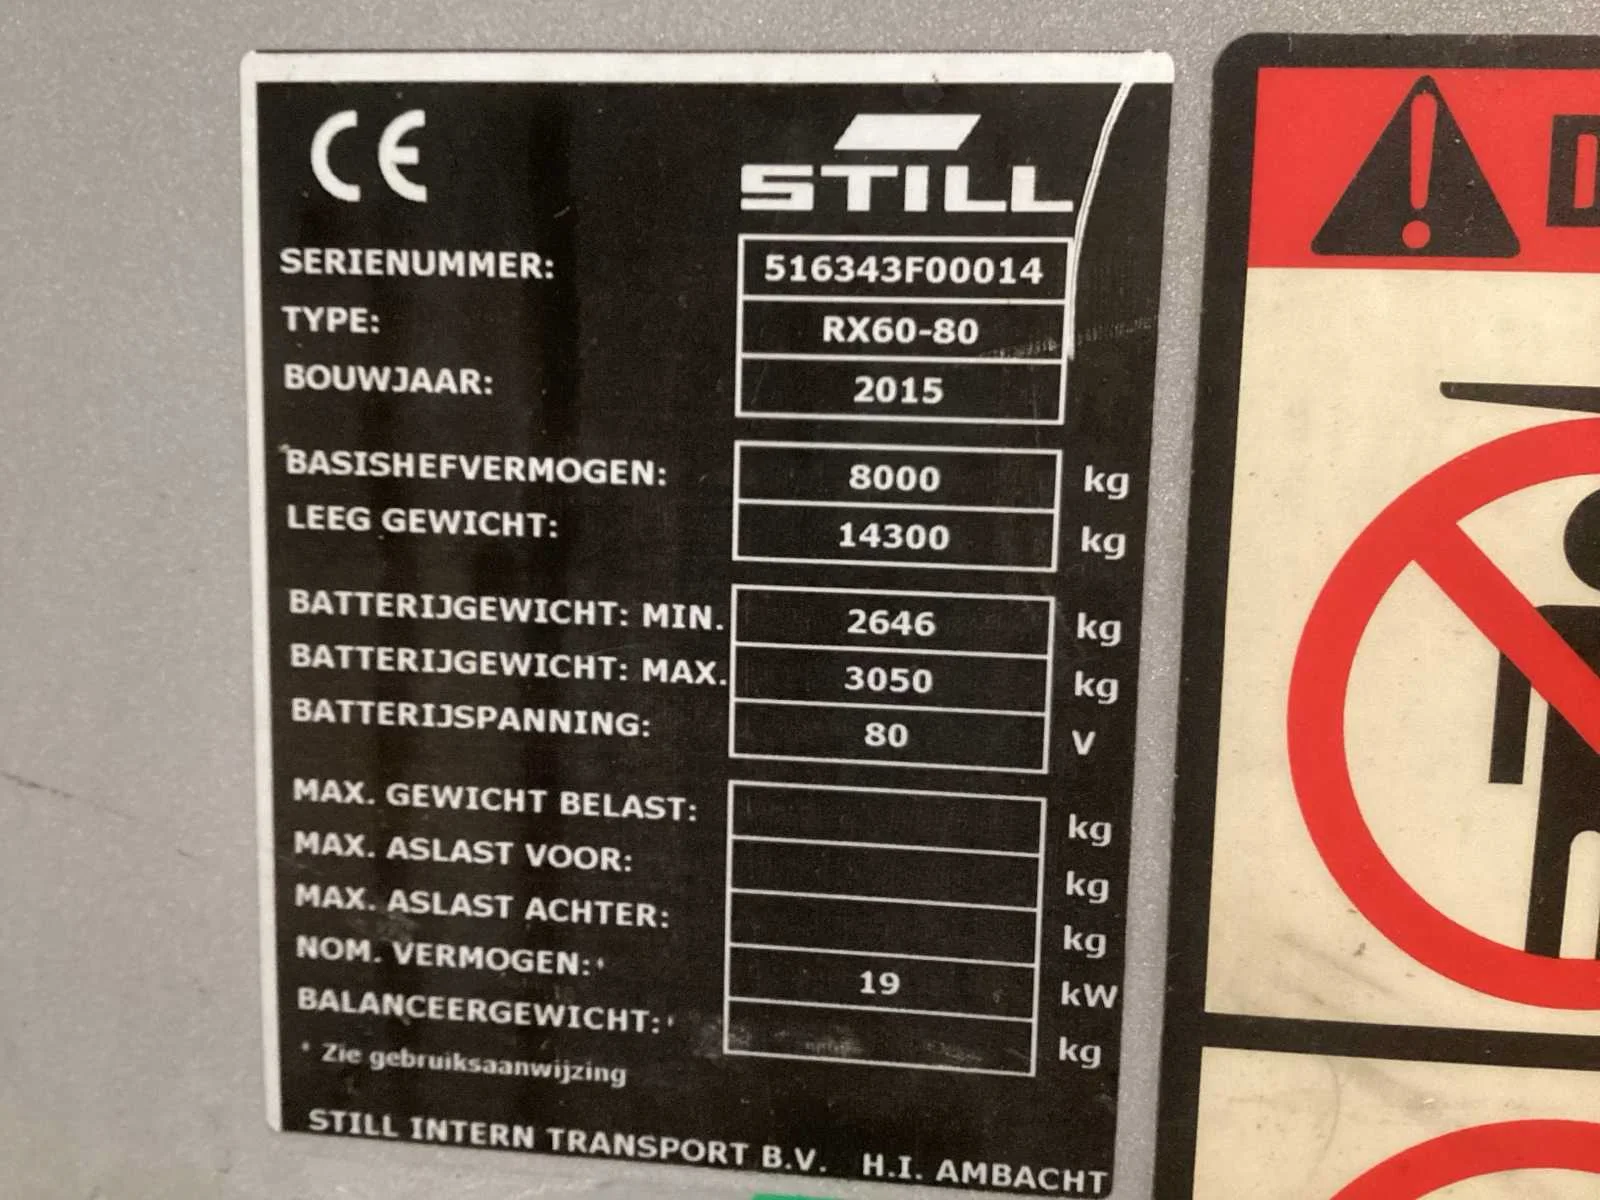 CE STILL
SERIENUMMER: 516343F00014
TYPE: RX60-80
BOUWJAAR: 2015
BASISHEFVERMOGEN: 8000 kg
LEEG GEWICHT: 14300 kg
BATTERIJGEWICHT: MIN. 2646 kg
BATTERIJGEWICHT: MAX. 3050 kg
BATTERIJSPANNING: 80 V
MAX. GEWICHT BELAST: kg
MAX. ASLAST VOOR: kg
MAX. ASLAST ACHTER: kg
NOM. VERMOGEN:* 19 kW
BALANCEERGEWICHT:* kg
* Zie gebruiksaanwijzing
STILL INTERN TRANSPORT B.V. H.I. AMBACHT